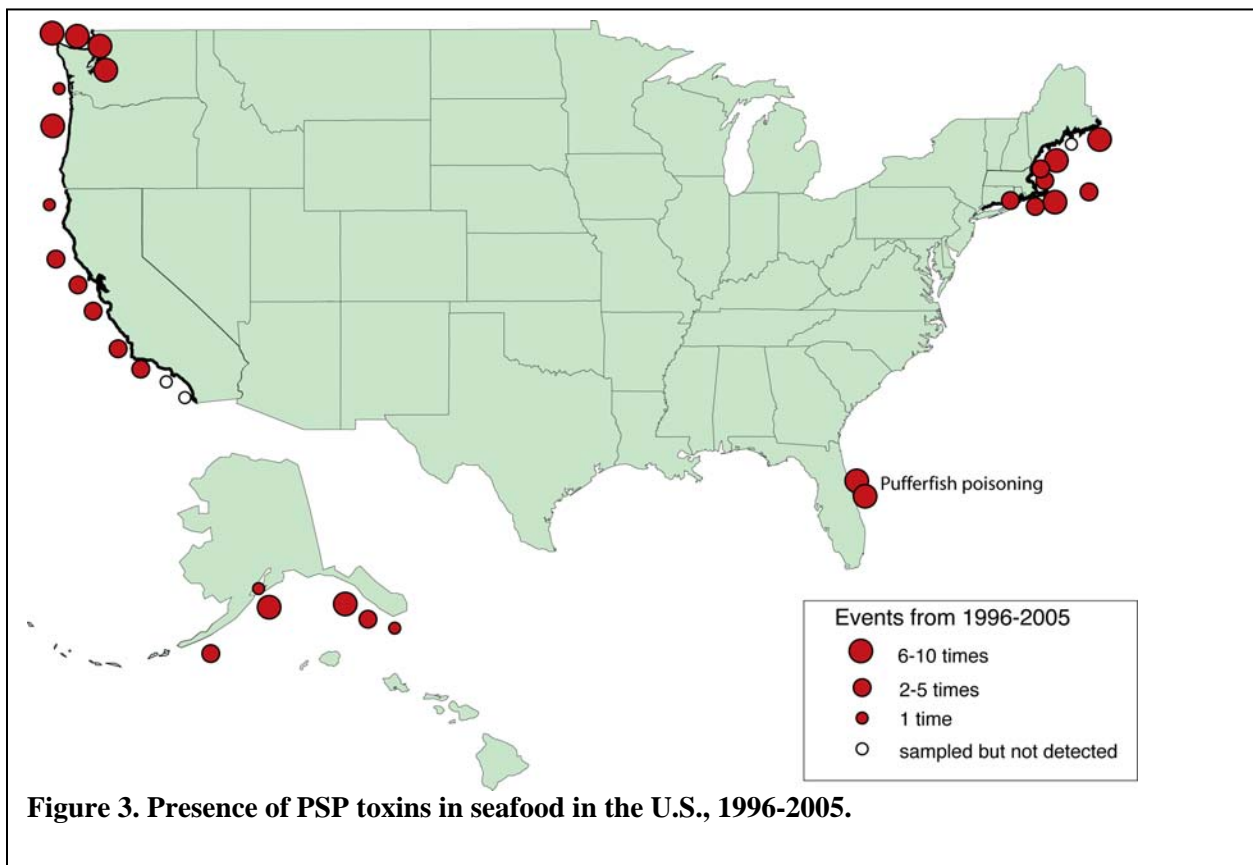 Pufferfish poisoning
Events from 1996-2005
6-10 times
2-5 times
1 time
sampled but not detected
Figure 3. Presence of PSP toxins in seafood in the U.S., 1996-2005.